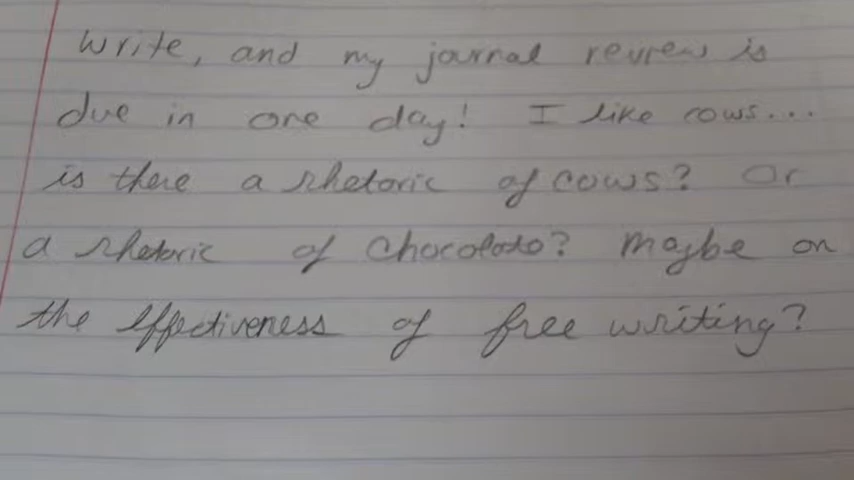 write, and my journal review is
due in one day! I like cows...
is there a rhetoric of cows? Or
a rhetoric of chocolate? Maybe on
the effectiveness of free writing?